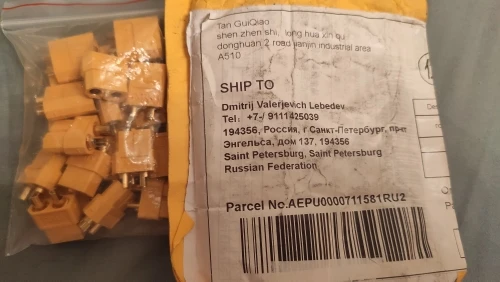 Tan GuiQiao
shen zhen shi, long hua xin qu
donghuan 2 road yanjin industrial area
A510
SHIP TO
Dmitrij Valerjevich Lebedev
Tel: +7-/ 9111425039
194356, Россия, г Санкт-Петербург, пре
Энгельса, дом 137, 194356
Saint Petersburg, Saint Petersburg
Russian Federation
Parcel No.AEPU0000711581RU2